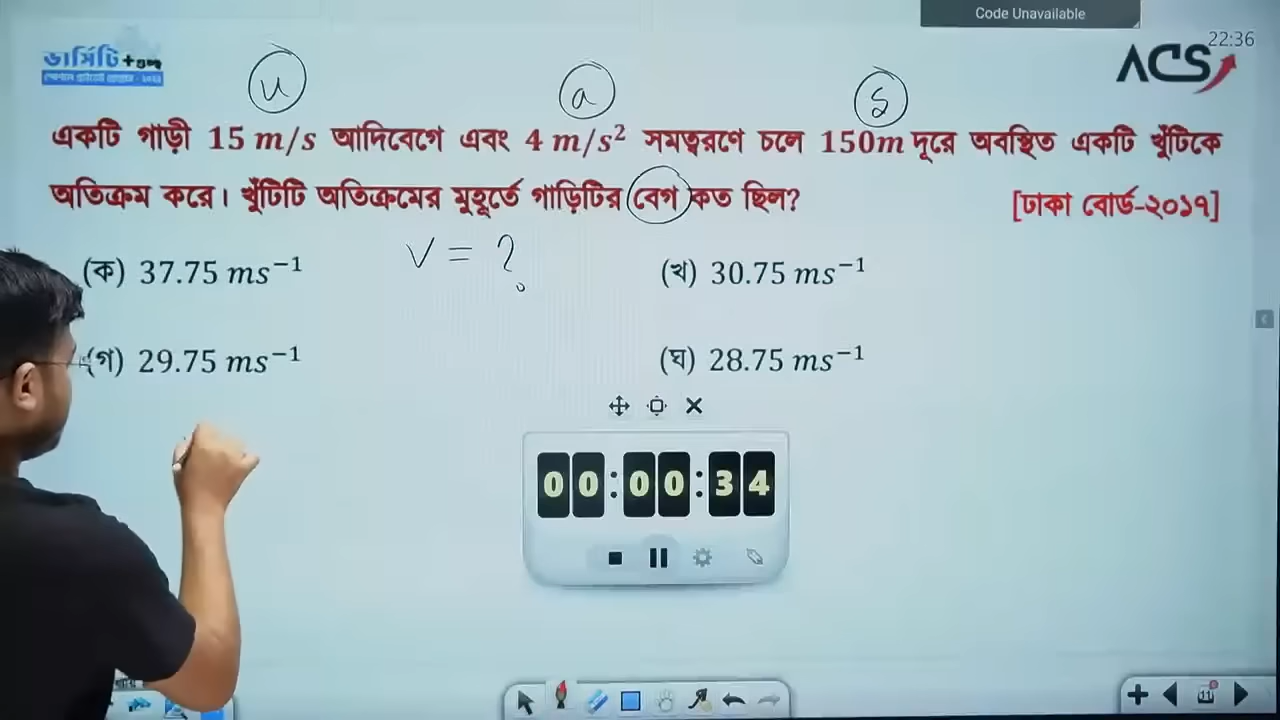 Code Unavailable
22:36
ভার্সিটি+
ACS
u
a
s
একটি গাড়ী 15 m/s আদিবেগে এবং 4 m/s² সমত্বরণে চলে 150m দূরে অবস্থিত একটি খুঁটিকে
অতিক্রম করে। খুঁটিটি অতিক্রমের মুহূর্তে গাড়িটির বেগ কত ছিল? [ঢাকা বোর্ড-২০১৭]
v = ?
(ক) 37.75 ms⁻¹ (খ) 30.75 ms⁻¹
(গ) 29.75 ms⁻¹ (ঘ) 28.75 ms⁻¹
00:00:34
11